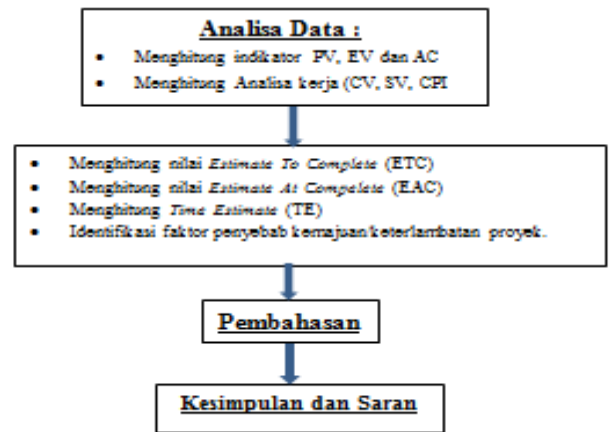 Analisa Data :
• Menghitung indikator PV, EV dan AC
• Menghitung Analisa kerja (CV, SV, CPI
• Menghitung nilai Estimate To Complete (ETC)
• Menghitung nilai Estimate At Compelete (EAC)
• Menghitung Time Estimate (TE)
• Identifikasi faktor penyebab kemajuan/keterlambatan proyek.
Pembahasan
Kesimpulan dan Saran